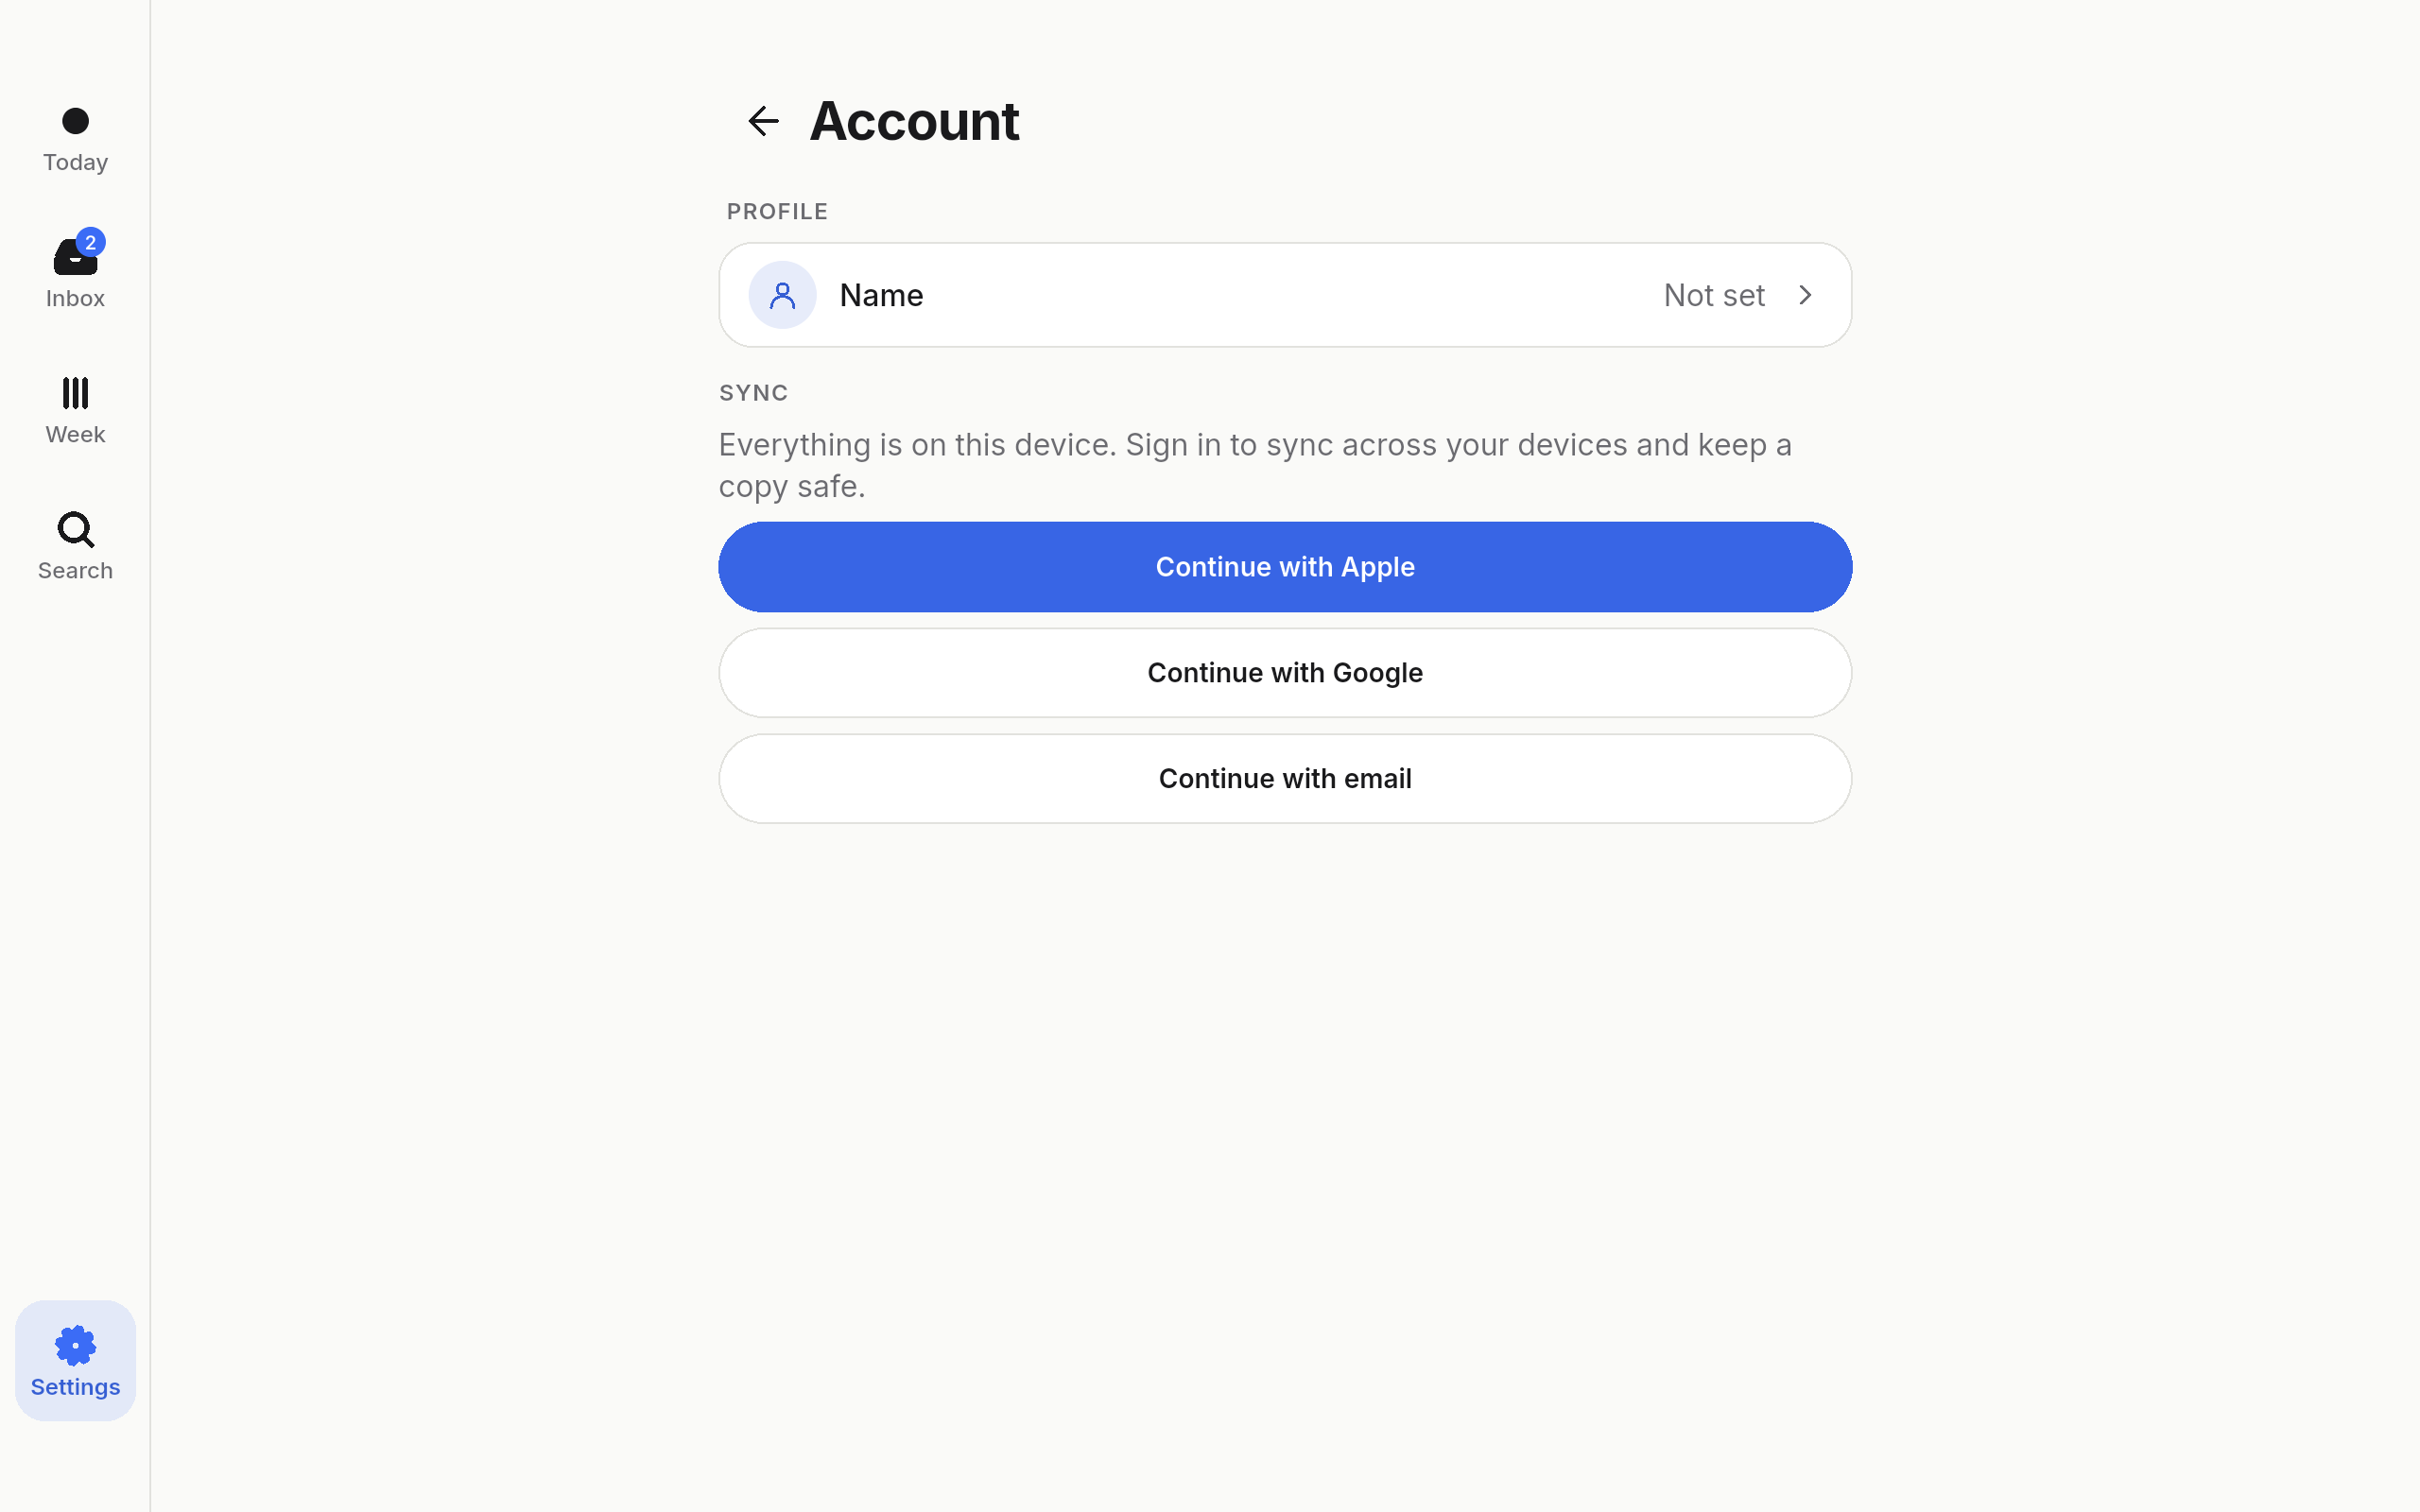 Today
2
Inbox
Week
Search
Settings
Account
PROFILE
Name
Not set
SYNC
Everything is on this device. Sign in to sync across your devices and keep a
copy safe.
Continue with Apple
Continue with Google
Continue with email